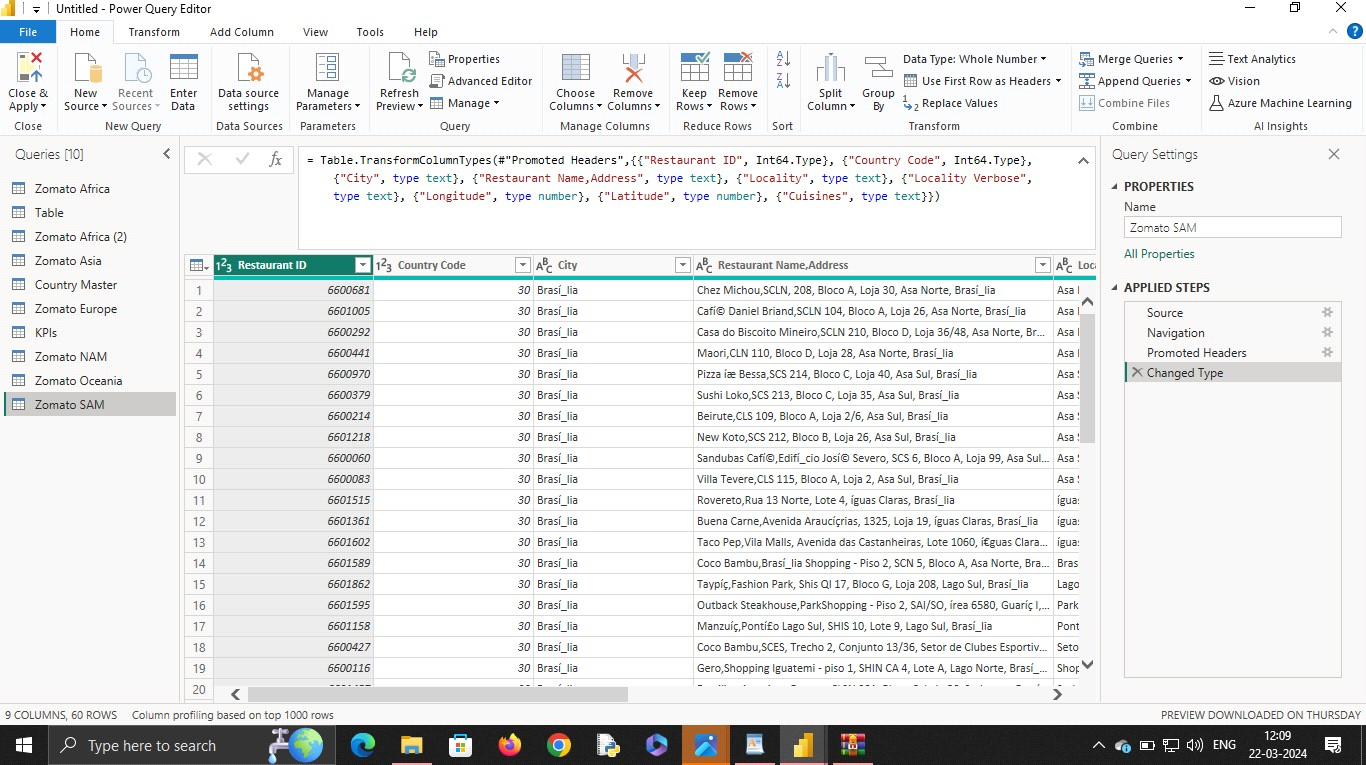 Untitled - Power Query Editor
File Home Transform Add Column View Tools Help
Close & Apply
New Source
Recent Sources
Enter Data
Data source settings
Manage Parameters
Refresh Preview
Properties
Advanced Editor
Manage
Choose Columns
Remove Columns
Keep Rows
Remove Rows
Split Column
Group By
Data Type: Whole Number
Use First Row as Headers
Replace Values
Merge Queries
Append Queries
Combine Files
Text Analytics
Vision
Azure Machine Learning
Close New Query Data Sources Parameters Query Manage Columns Reduce Rows Sort Transform Combine AI Insights
Queries [10]
Zomato Africa
Table
Zomato Africa (2)
Zomato Asia
Country Master
Zomato Europe
KPIs
Zomato NAM
Zomato Oceania
Zomato SAM
= Table.TransformColumnTypes(#"Promoted Headers",{{"Restaurant ID", Int64.Type}, {"Country Code", Int64.Type},
{"City", type text}, {"Restaurant Name,Address", type text}, {"Locality", type text}, {"Locality Verbose",
type text}, {"Longitude", type number}, {"Latitude", type number}, {"Cuisines", type text}})
Restaurant ID Country Code City Restaurant Name,Address Loca
1 6600681 30 Brasí_lia Chez Michou,SCLN, 208, Bloco A, Loja 30, Asa Norte, Brasí_lia Asa
2 6601005 30 Brasí_lia Cafí© Daniel Briand,SCLN 104, Bloco A, Loja 26, Asa Norte, Brasí_lia Asa
3 6600292 30 Brasí_lia Casa do Biscoito Mineiro,SCLN 210, Bloco D, Loja 36/48, Asa Norte, Br... Asa
4 6600441 30 Brasí_lia Maori,CLN 110, Bloco D, Loja 28, Asa Norte, Brasí_lia Asa
5 6600970 30 Brasí_lia Pizza íæ Bessa,SCS 214, Bloco C, Loja 40, Asa Sul, Brasí_lia Asa
6 6600379 30 Brasí_lia Sushi Loko,SCS 213, Bloco C, Loja 35, Asa Sul, Brasí_lia Asa
7 6600214 30 Brasí_lia Beirute,CLS 109, Bloco A, Loja 2/6, Asa Sul, Brasí_lia Asa
8 6601218 30 Brasí_lia New Koto,SCS 212, Bloco B, Loja 26, Asa Sul, Brasí_lia Asa
9 6600060 30 Brasí_lia Sandubas Cafí©,Edifí_cio Josí© Severo, SCS 6, Bloco A, Loja 99, Asa Sul... Asa
10 6600083 30 Brasí_lia Villa Tevere,CLS 115, Bloco A, Loja 2, Asa Sul, Brasí_lia Asa
11 6601515 30 Brasí_lia Rovereto,Rua 13 Norte, Lote 4, íguas Claras, Brasí_lia ígua
12 6601361 30 Brasí_lia Buena Carne,Avenida Araucíçrias, 1325, Loja 19, íguas Claras, Brasí_lia ígua
13 6601602 30 Brasí_lia Taco Pep,Vila Malls, Avenida das Castanheiras, Lote 1060, í€guas Clara... ígua
14 6601589 30 Brasí_lia Coco Bambu,Brasí_lia Shopping - Piso 2, SCN 5, Bloco A, Asa Norte, Bra... Bras
15 6601862 30 Brasí_lia Taypíç,Fashion Park, Shis QI 17, Bloco G, Loja 208, Lago Sul, Brasí_lia Lago
16 6601595 30 Brasí_lia Outback Steakhouse,ParkShopping - Piso 2, SAI/SO, írea 6580, Guaríç I,... Park
17 6601158 30 Brasí_lia Manzuíç,Pontí£o Lago Sul, SHIS 10, Lote 9, Lago Sul, Brasí_lia Pont
18 6600427 30 Brasí_lia Coco Bambu,SCES, Trecho 2, Conjunto 13/36, Setor de Clubes Esportiv... Seto
19 6600116 30 Brasí_lia Gero,Shopping Iguatemi - piso 1, SHIN CA 4, Lote A, Lago Norte, Brasí_... Shop
20
Query Settings
PROPERTIES
Name
Zomato SAM
All Properties
APPLIED STEPS
Source
Navigation
Promoted Headers
Changed Type
9 COLUMNS, 60 ROWS Column profiling based on top 1000 rows PREVIEW DOWNLOADED ON THURSDAY
Type here to search
ENG
12:09
22-03-2024